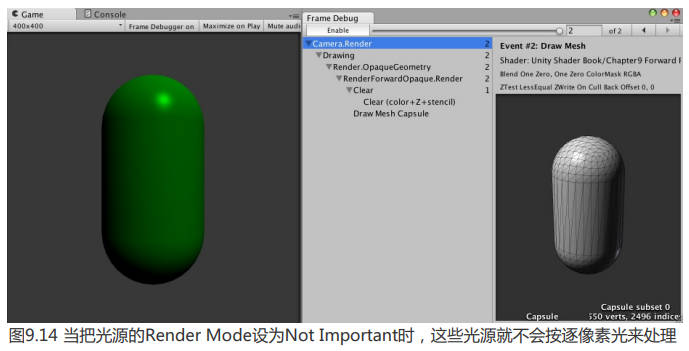 Game
Console
400x400
Frame Debugger on
Maximize on Play
Mute audi
Frame Debug
Enable
2
of 2
Camera.Render 2
Drawing 2
Render.OpaqueGeometry 2
RenderForwardOpaque.Render 2
Clear 1
Clear (color+Z+stencil)
Draw Mesh Capsule
Event #2: Draw Mesh
Shader: Unity Shader Book/Chapter9 Forward
Blend One Zero, One Zero ColorMask RGBA
ZTest LessEqual ZWrite On Cull Back Offset 0, 0
Capsule subset 0
Capsule
550 verts, 2496 indice
图9.14 当把光源的Render Mode设为Not Important时，这些光源就不会按逐像素光来处理